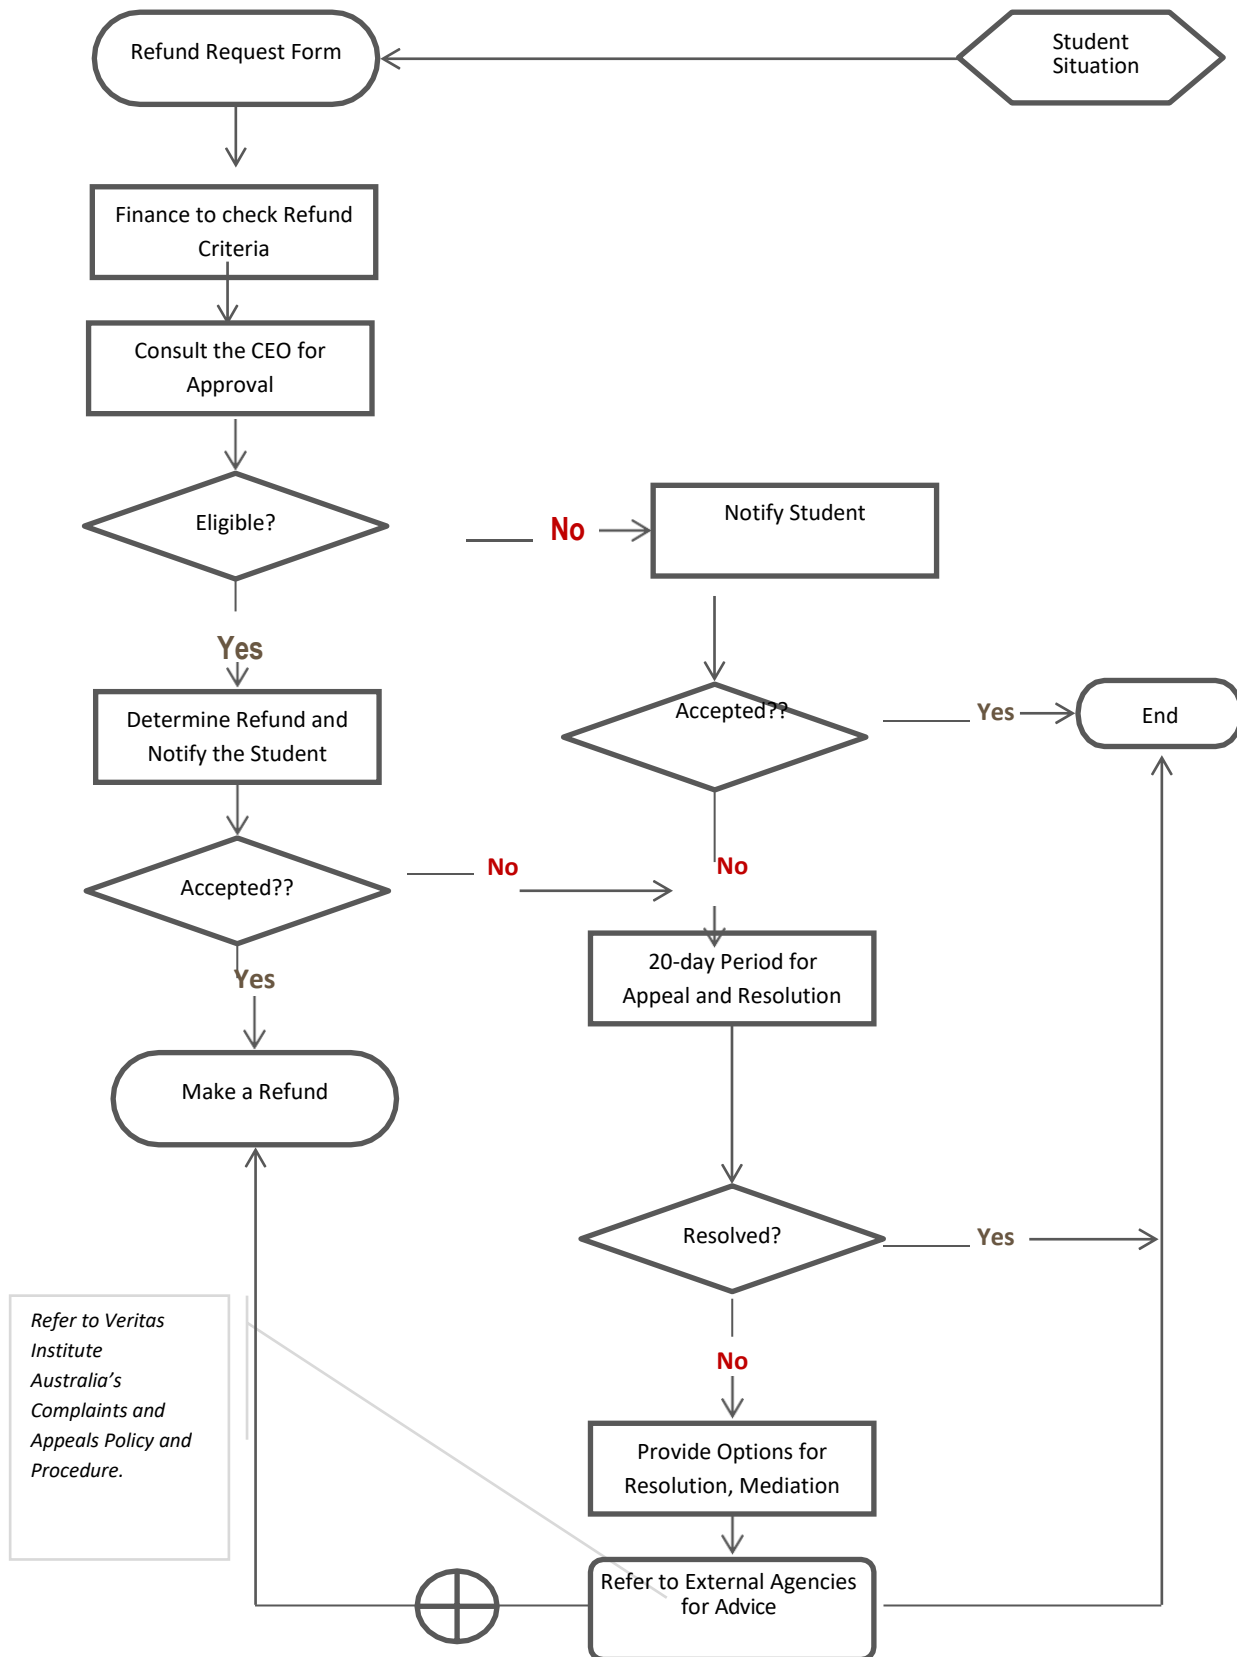 Refund Request Form
Student
Situation
Finance to check Refund
Criteria
Consult the CEO for
Approval
Eligible?
No
Notify Student
Yes
Determine Refund and
Notify the Student
Accepted??
Yes
End
Accepted??
No
No
20-day Period for
Appeal and Resolution
Yes
Make a Refund
Resolved?
Yes
Refer to Veritas
Institute
Australia’s
Complaints and
Appeals Policy and
Procedure.
No
Provide Options for
Resolution, Mediation
Refer to External Agencies
for Advice